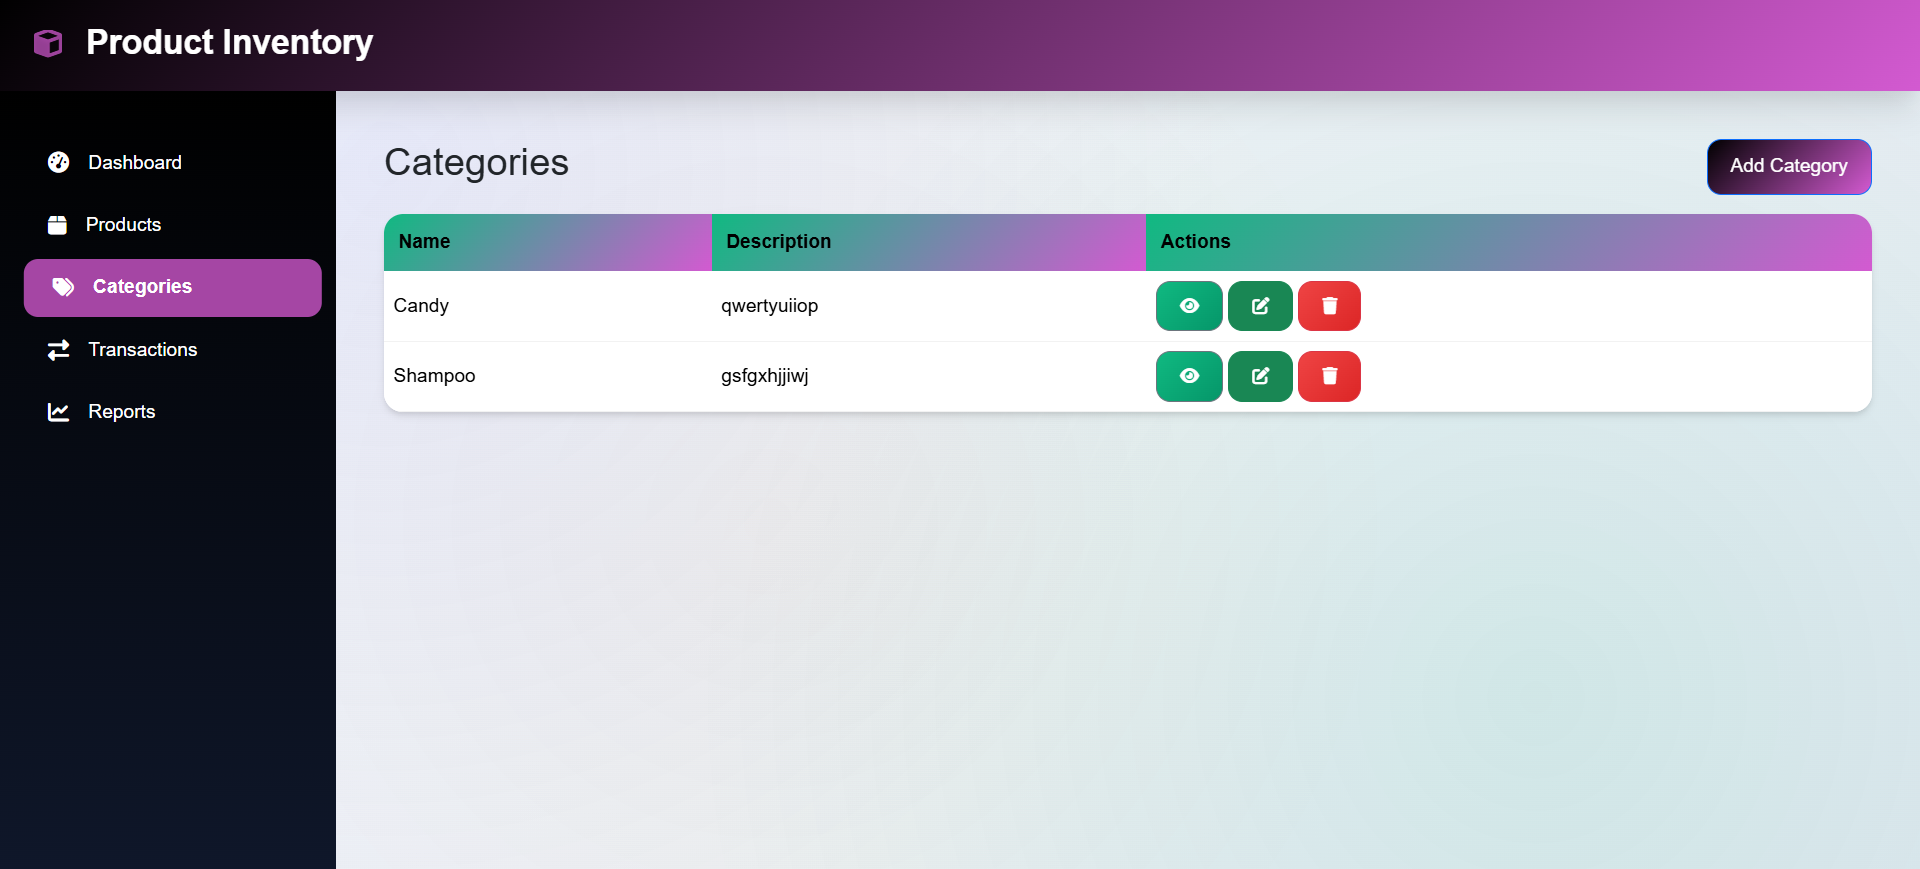 Product Inventory
Dashboard
Products
Categories
Transactions
Reports
Categories
Add Category
Name Description Actions
Candy qwertyuiiop
Shampoo gsfgxhjjiwj